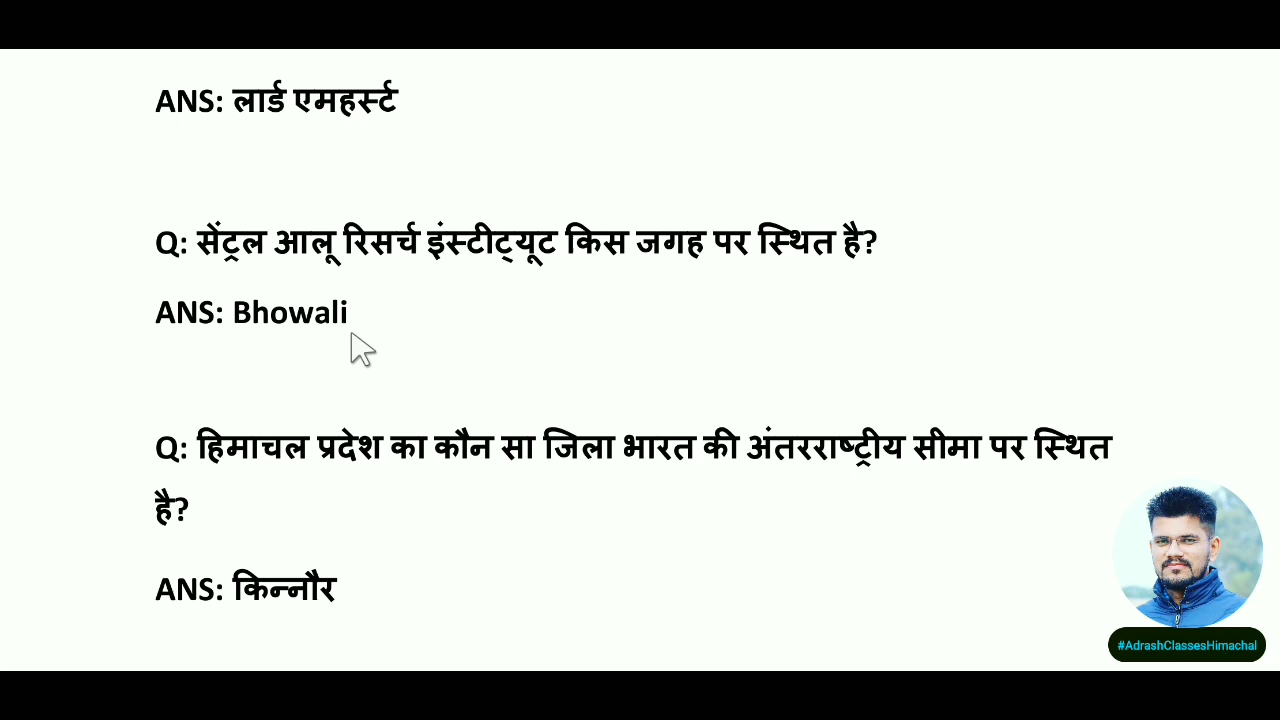 ANS: लार्ड एमहर्स्ट
Q: सेंट्रल आलू रिसर्च इंस्टीट्यूट किस जगह पर स्थित है?
ANS: Bhowali
Q: हिमाचल प्रदेश का कौन सा जिला भारत की अंतरराष्ट्रीय सीमा पर स्थित
है?
ANS: किन्नौर
#AdrashClassesHimachal